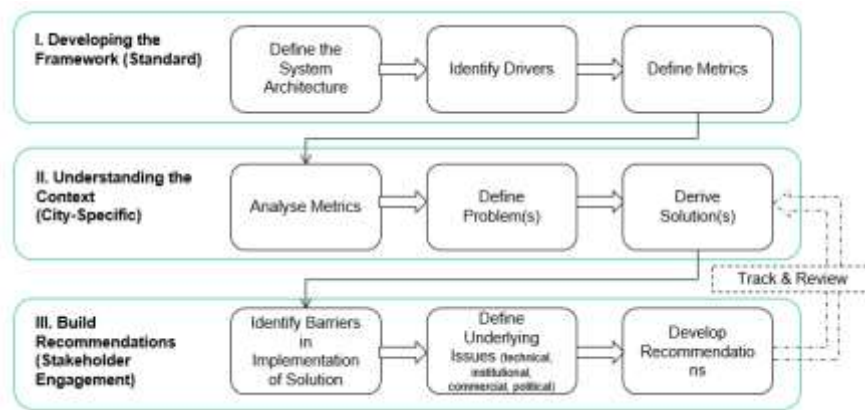 I. Developing the
Framework (Standard)
Define the
System
Architecture
Identify Drivers
Define Metrics
II. Understanding the
Context
(City-Specific)
Analyse Metrics
Define
Problem(s)
Derive
Solution(s)
Track & Review
III. Build
Recommendations
(Stakeholder
Engagement)
Identify Barriers
in
Implementation
of Solution
Define
Underlying
Issues (technical,
institutional,
commercial, political)
Develop
Recommendatio
ns